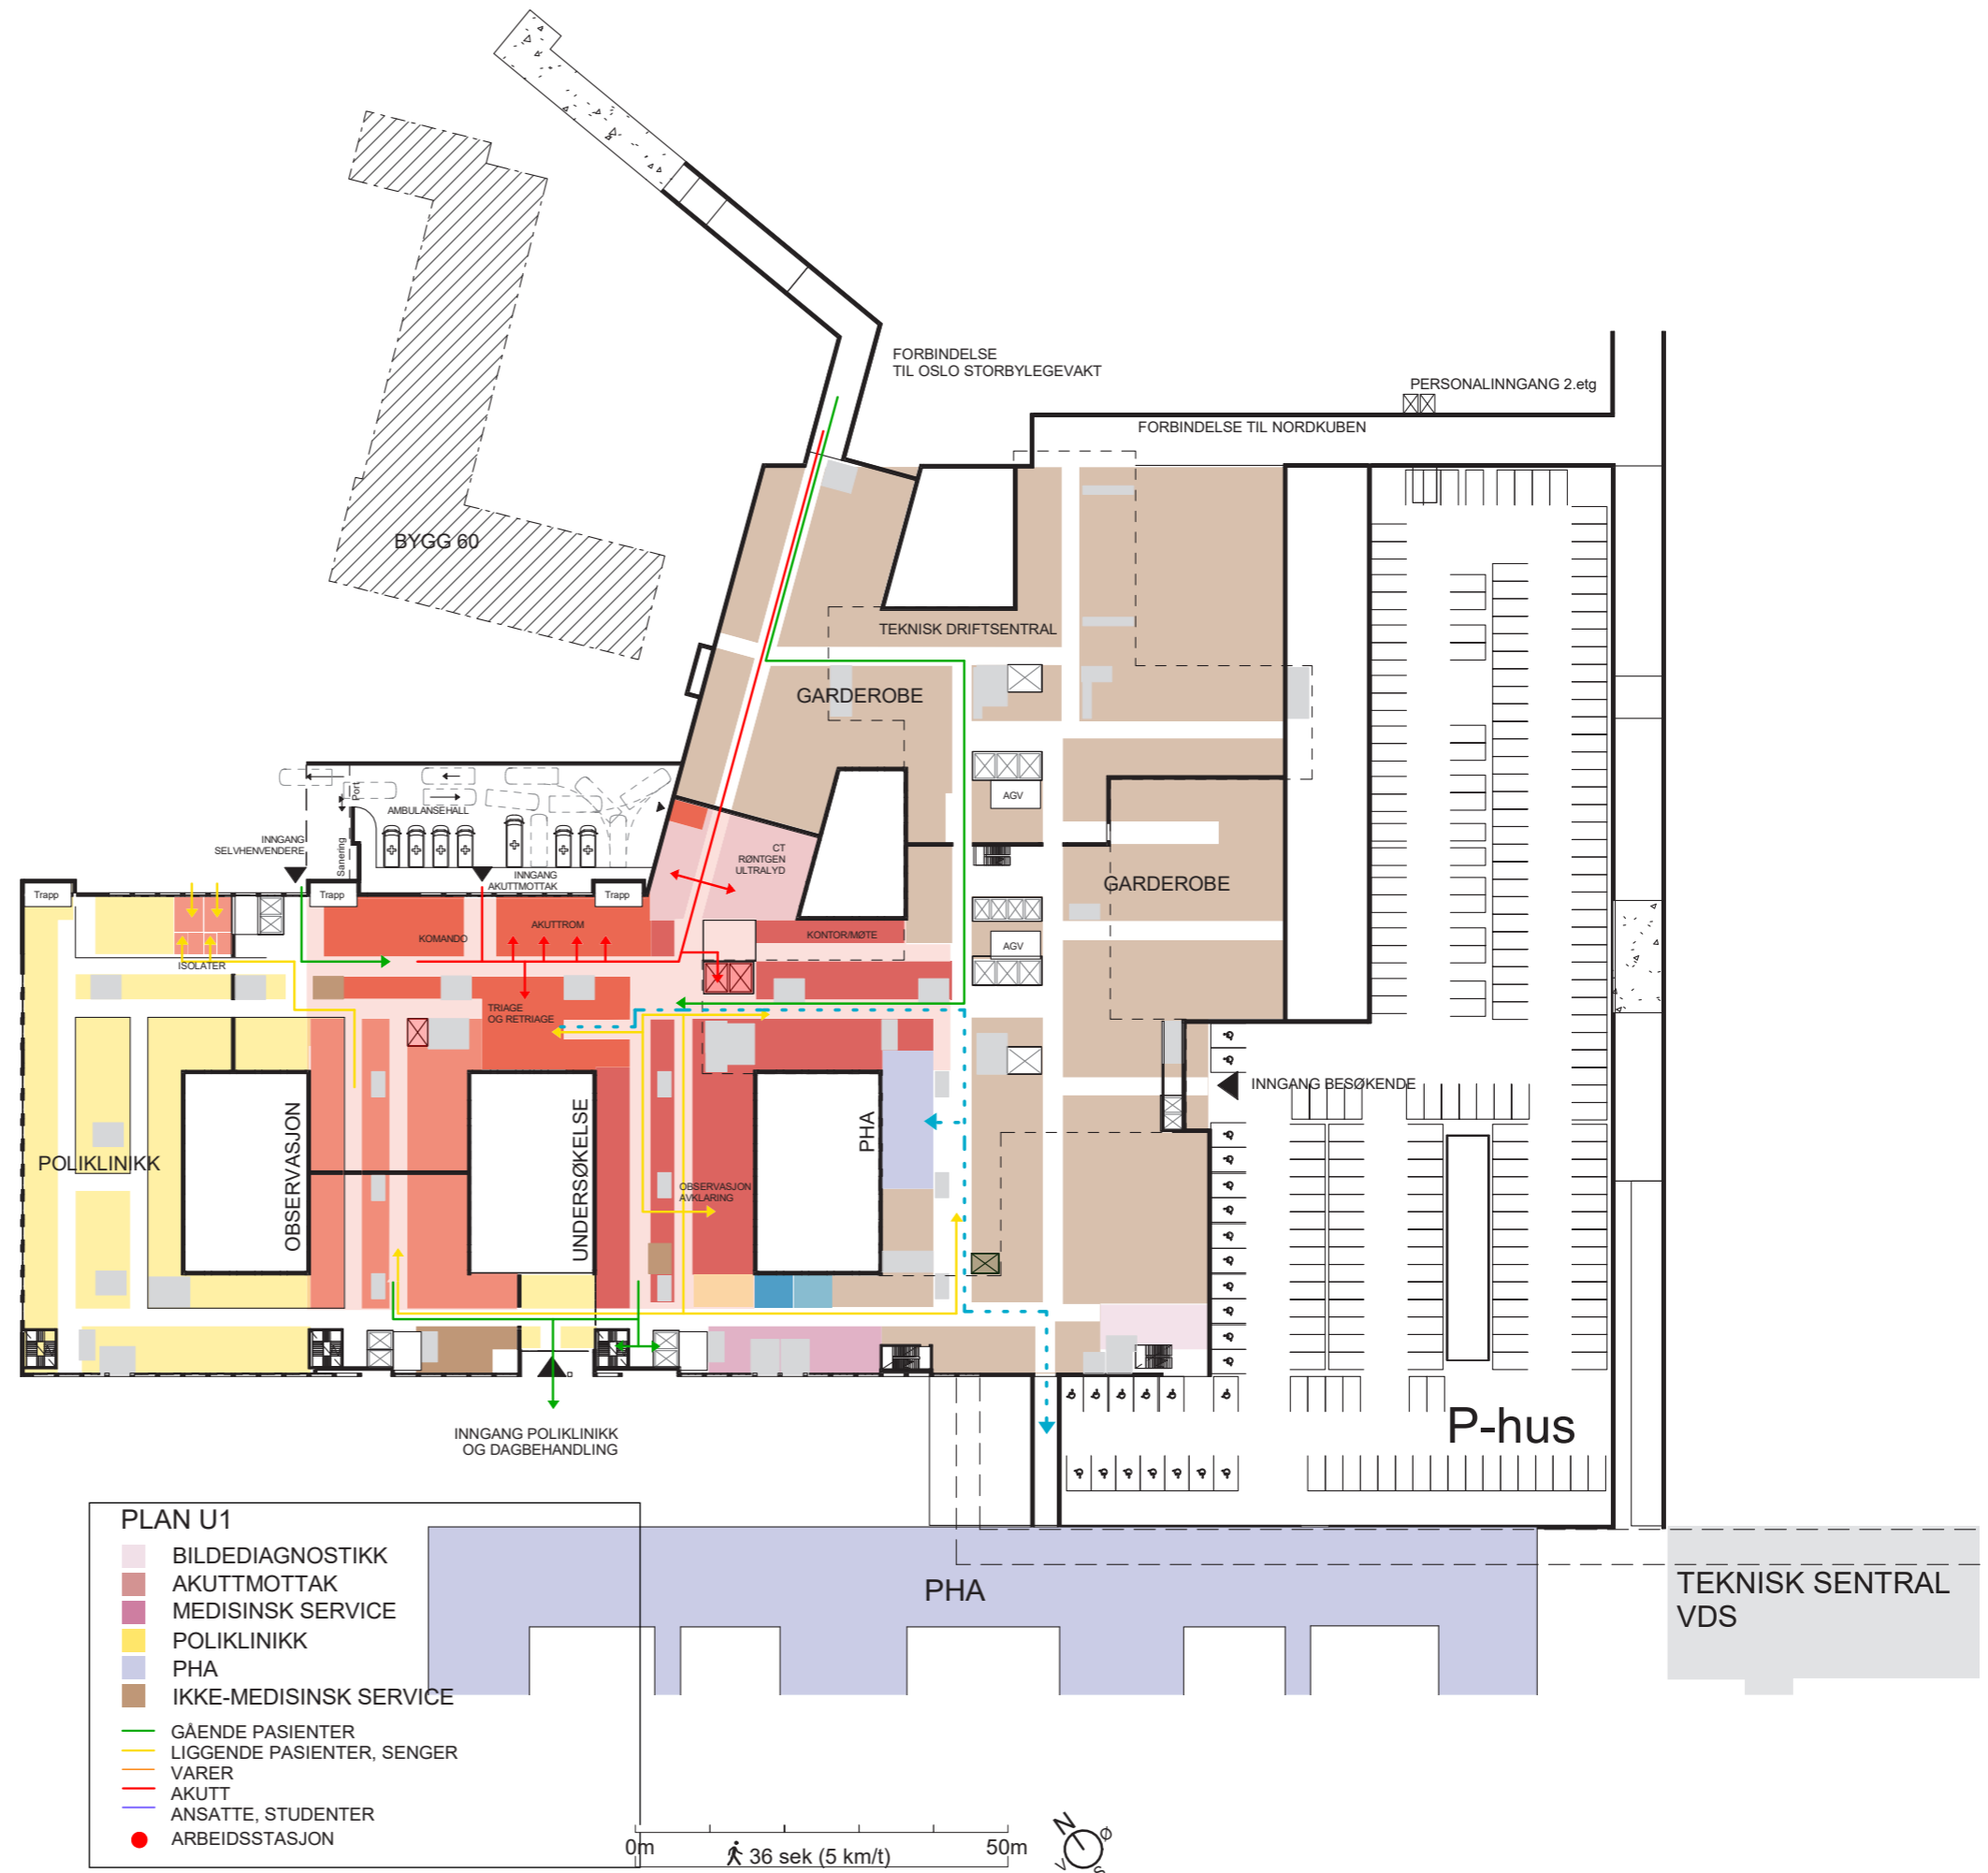 FORBINDELSE
TIL OSLO STORBYLEGEVAKT
PERSONALINNGANG 2.etg
FORBINDELSE TIL NORDKUBEN
BYGG 60
TEKNISK DRIFTSENTRAL
GARDEROBE
AGV
Port
AMBULANSEHALL
Sanering
INNGANG
SELVHENVENDERE
INNGANG
AKUTTMOTTAK
CT
RØNTGEN
ULTRALYD
Trapp
Trapp
Trapp
GARDEROBE
KOMANDO
AKUTTROM
KONTOR/MØTE
AGV
ISOLATER
TRIAGE
OG RETRIAGE
INNGANG BESØKENDE
POLIKLINIKK
OBSERVASJON
UNDERSØKELSE
PHA
OBSERVASJON
AVKLARING
INNGANG POLIKLINIKK
OG DAGBEHANDLING
P-hus
PLAN U1
BILDEDIAGNOSTIKK
AKUTTMOTTAK
MEDISINSK SERVICE
POLIKLINIKK
PHA
IKKE-MEDISINSK SERVICE
GÅENDE PASIENTER
LIGGENDE PASIENTER, SENGER
VARER
AKUTT
ANSATTE, STUDENTER
ARBEIDSSTASJON
PHA
TEKNISK SENTRAL
VDS
0m
36 sek (5 km/t)
50m
N
Ø
V
S